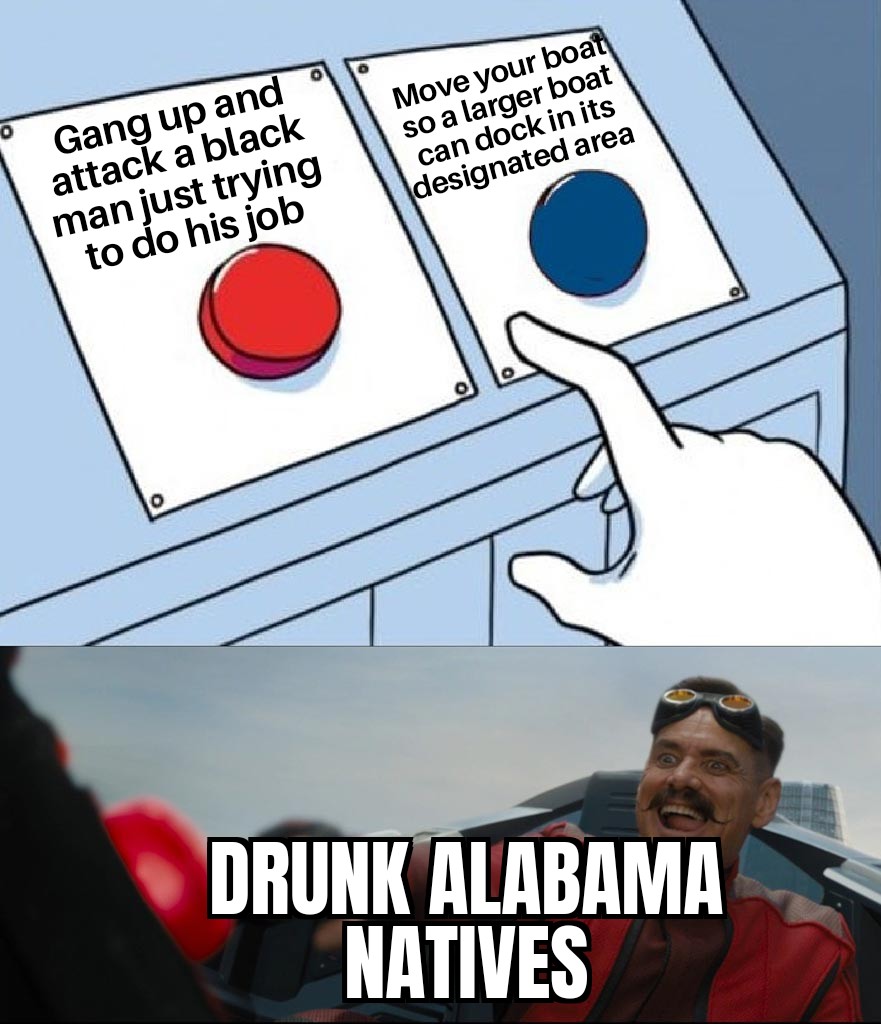 Gang up and
attack a black
man just trying
to do his job
Move your boat
so a larger boat
can dock in its
designated area
DRUNK ALABAMA
NATIVES